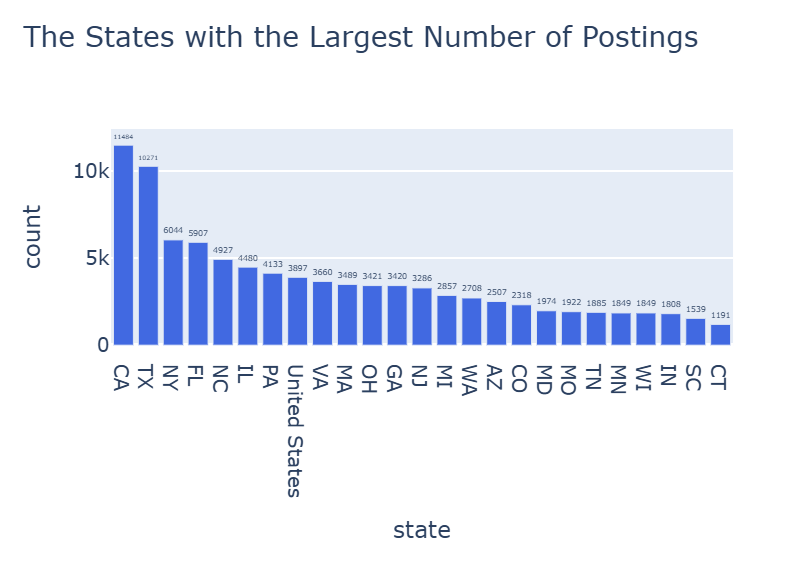 The States with the Largest Number of Postings
count
10k
5k
0
11484 10271 6044 5907 4927 4480 4133 3897 3660 3489 3421 3420 3286 2857 2708 2507 2318 1974 1922 1885 1849 1849 1808 1539 1191
CA TX NY FL NC IL PA United States VA MA OH GA NJ MI WA AZ CO MD MO TN MN WI IN SC CT
state